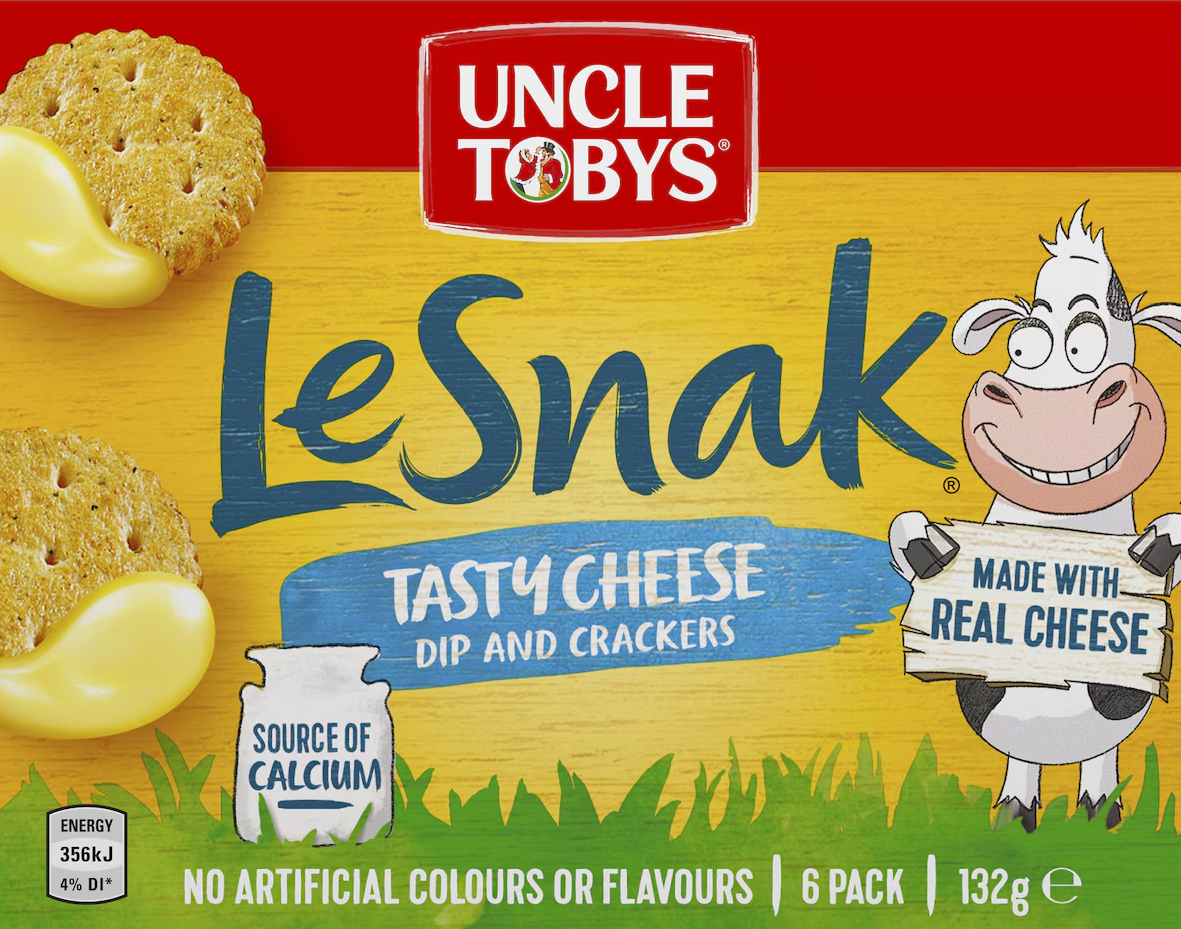 UNCLE
TOBYS®
LeSnak®
TASTY CHEESE
DIP AND CRACKERS
MADE WITH
REAL CHEESE
SOURCE OF
CALCIUM
ENERGY
356kJ
4% DI*
NO ARTIFICIAL COLOURS OR FLAVOURS | 6 PACK | 132g ℮